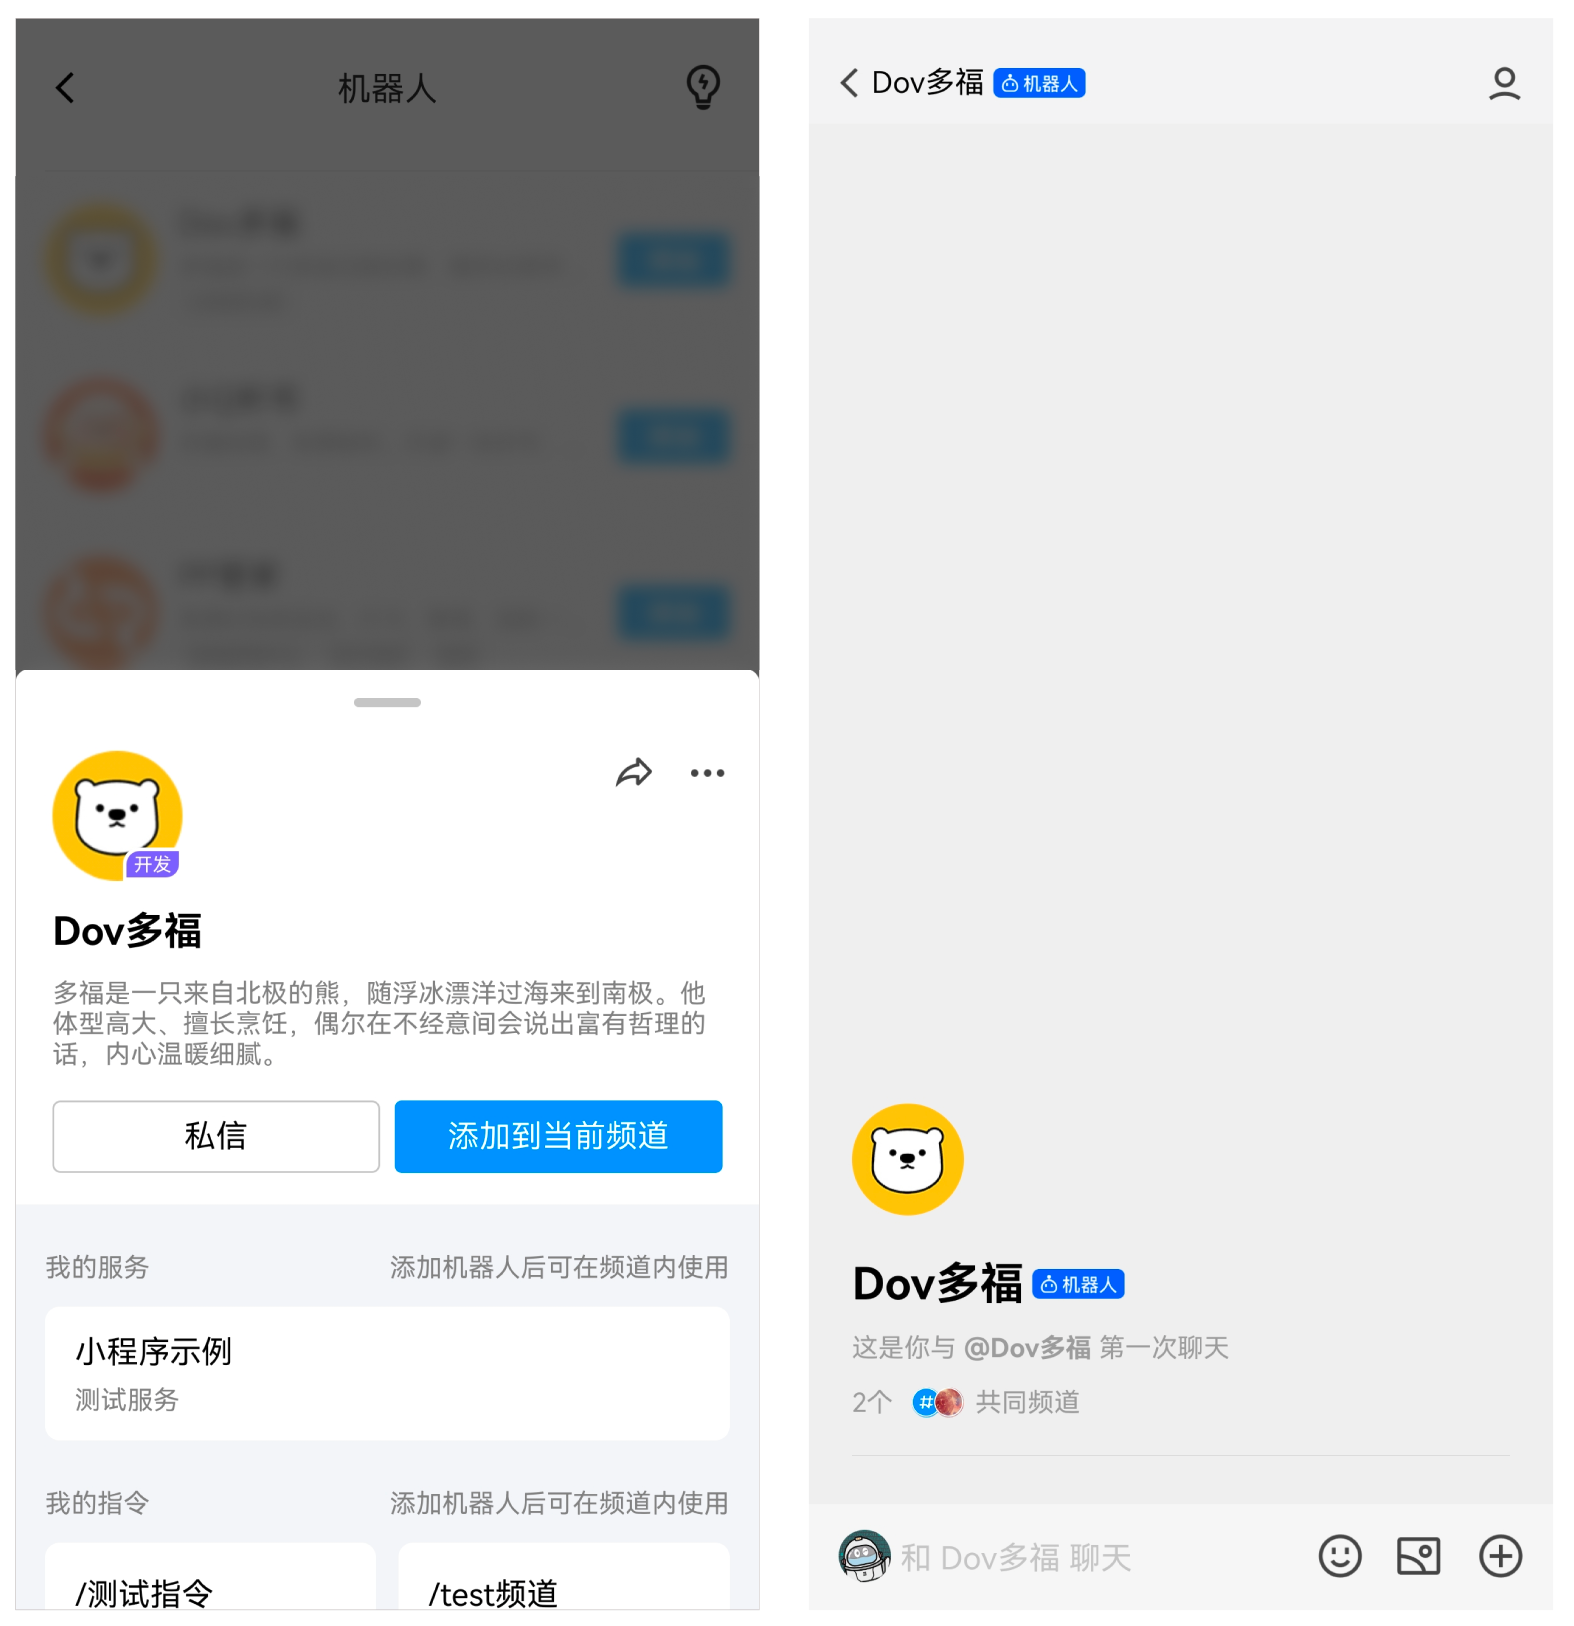 机器人
开发
Dov多福
多福是一只来自北极的熊，随浮冰漂洋过海来到南极。他
体型高大、擅长烹饪，偶尔在不经意间会说出富有哲理的
话，内心温暖细腻。
私信
添加到当前频道
我的服务
添加机器人后可在频道内使用
小程序示例
测试服务
我的指令
添加机器人后可在频道内使用
/测试指令
/test频道
Dov多福 机器人
Dov多福 机器人
这是你与 @Dov多福 第一次聊天
2个 共同频道
和 Dov多福 聊天